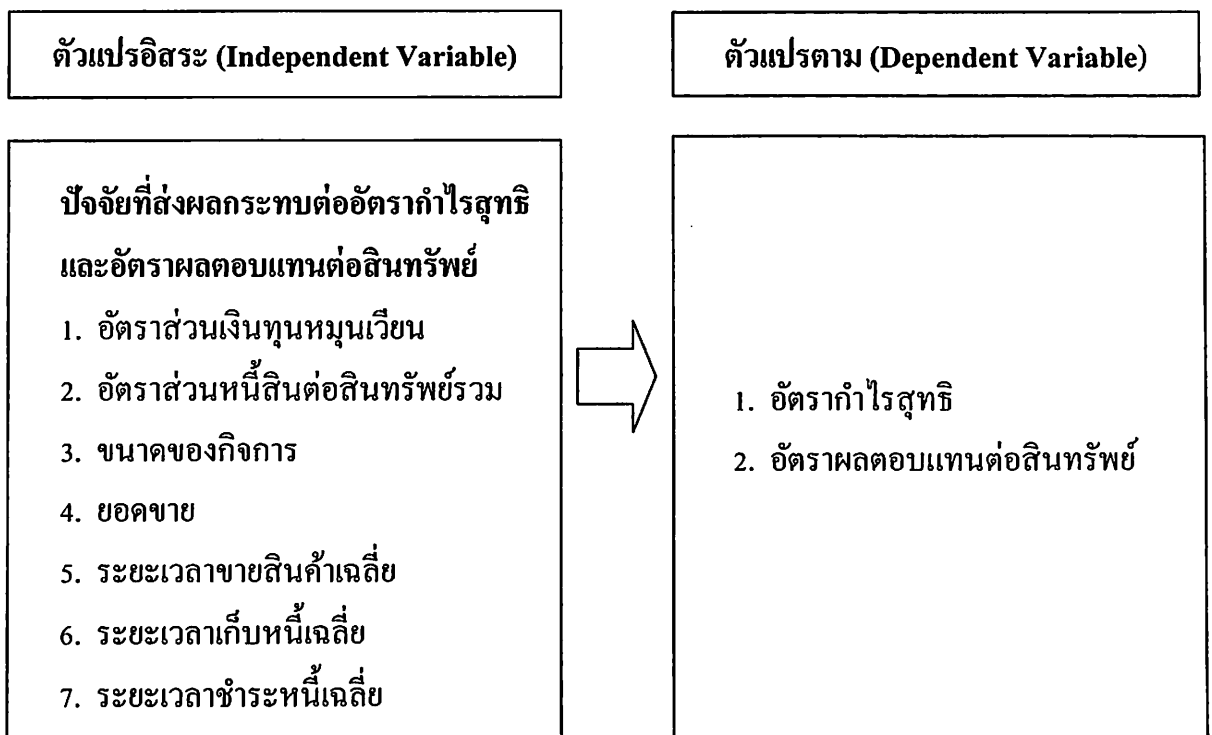 ตัวแปรอิสระ (Independent Variable)
ตัวแปรตาม (Dependent Variable)
ปัจจัยที่ส่งผลกระทบต่ออัตรากำไรสุทธิ
และอัตราผลตอบแทนต่อสินทรัพย์
1. อัตราส่วนเงินทุนหมุนเวียน
2. อัตราส่วนหนี้สินต่อสินทรัพย์รวม
3. ขนาดของกิจการ
4. ยอดขาย
5. ระยะเวลาขายสินค้าเฉลี่ย
6. ระยะเวลาเก็บหนี้เฉลี่ย
7. ระยะเวลาชำระหนี้เฉลี่ย
1. อัตรากำไรสุทธิ
2. อัตราผลตอบแทนต่อสินทรัพย์